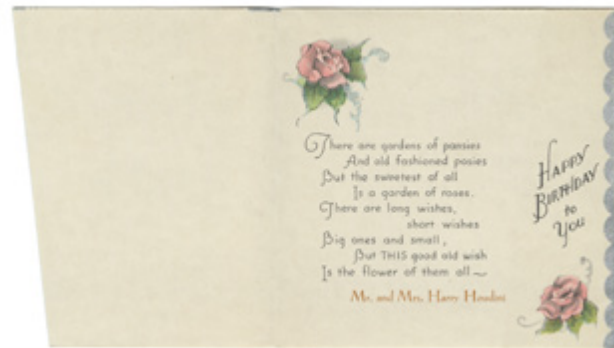 There are gardens of pansies
And old fashioned posies
But the sweetest of all
Is a garden of roses.
There are long wishes,
short wishes
Big ones and small,
But THIS good old wish
Is the flower of them all ~
Mr. and Mrs. Harry Houdini
HAPPY
BIRTHDAY
to
YOU